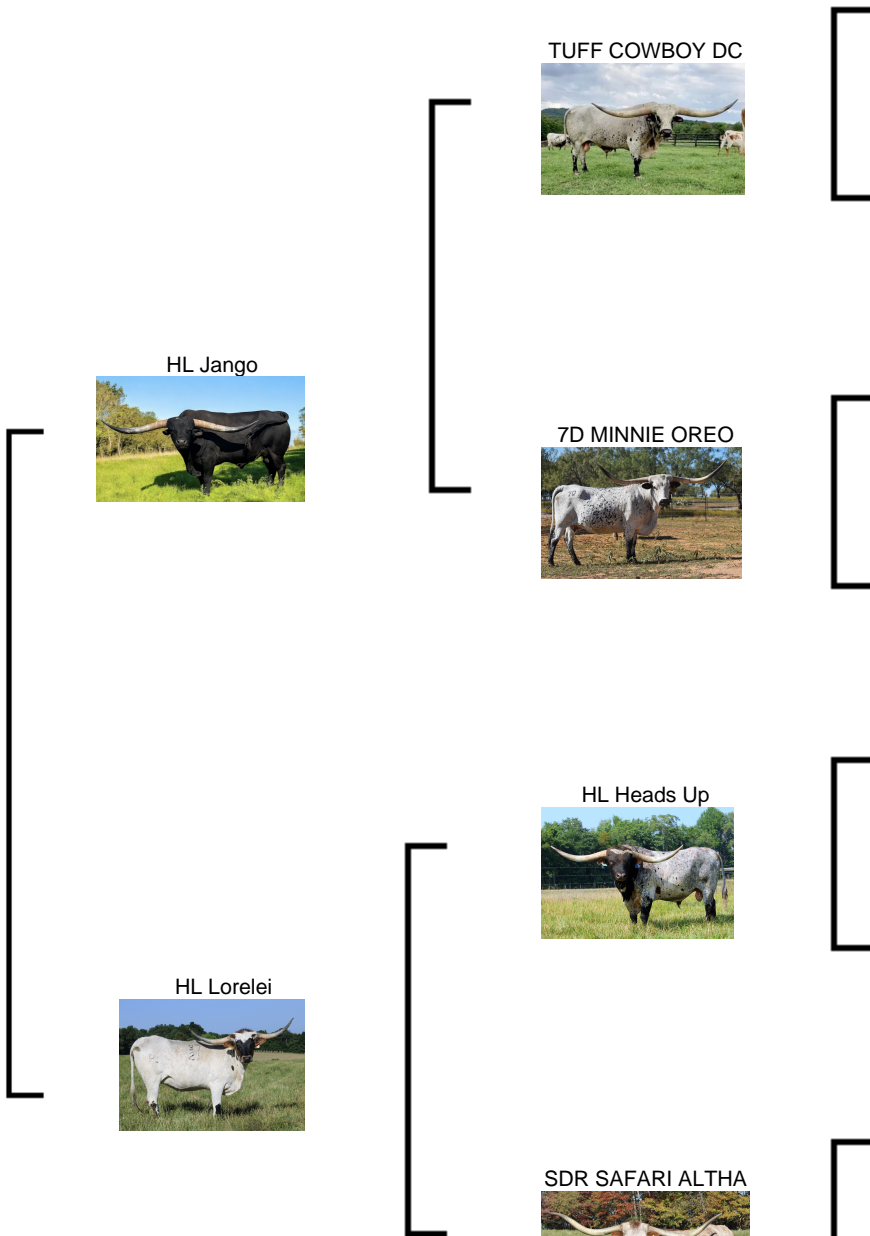 TUFF COWBOY DC
HL Jango
7D MINNIE OREO
HL Heads Up
HL Lorelei
SDR SAFARI ALTHA